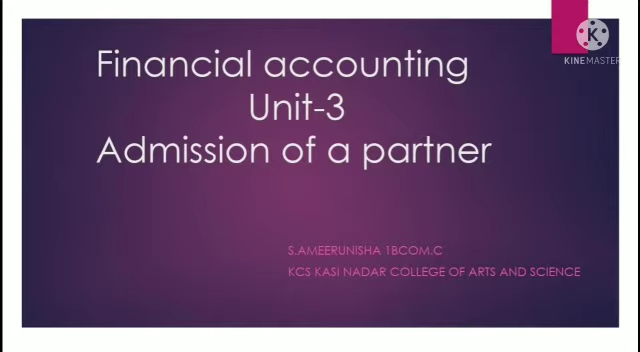 K
KINEMASTER
Financial accounting
Unit-3
Admission of a partner
S.AMEERUNISHA 1BCOM.C
KCS KASI NADAR COLLEGE OF ARTS AND SCIENCE